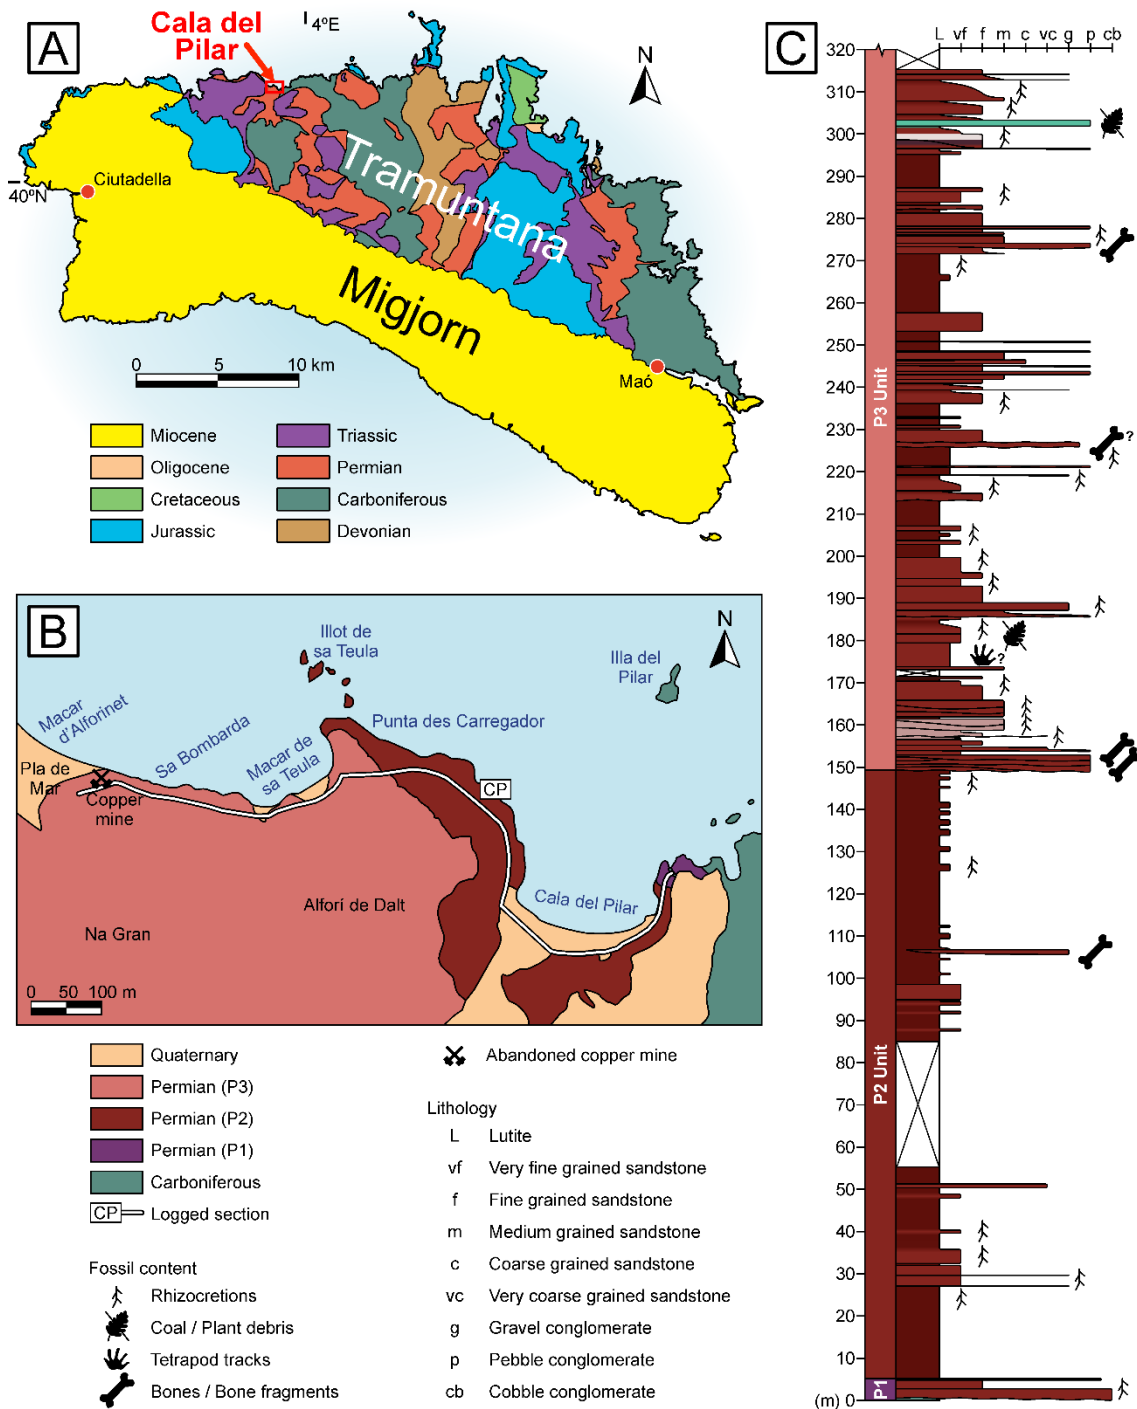 A
Cala del
Pilar
4ºE
N
40ºN
Ciutadella
Tramuntana
Migjorn
Maó
0 5 10 km
Miocene
Oligocene
Cretaceous
Jurassic
Triassic
Permian
Carboniferous
Devonian
B
N
Illot de
sa Teula
Illa del
Pilar
Macar
d'Alforinet
Sa Bombarda
Macar de
sa Teula
Punta des Carregador
Pla de
Mar
Copper
mine
CP
Cala del Pilar
Alforí de Dalt
Na Gran
0 50 100 m
Quaternary
Permian (P3)
Permian (P2)
Permian (P1)
Carboniferous
CP Logged section
Fossil content
Rhizocretions
Coal / Plant debris
Tetrapod tracks
Bones / Bone fragments
Abandoned copper mine
Lithology
L Lutite
vf Very fine grained sandstone
f Fine grained sandstone
m Medium grained sandstone
c Coarse grained sandstone
vc Very coarse grained sandstone
g Gravel conglomerate
p Pebble conglomerate
cb Cobble conglomerate
C
L vf f m c vc g p cb
320
310
300
290
280
270
260
250
240
230
?
220
210
200
190
180
?
170
160
150
140
130
120
110
100
90
80
70
60
50
40
30
20
10
(m) 0
P3 Unit
P2 Unit
P1